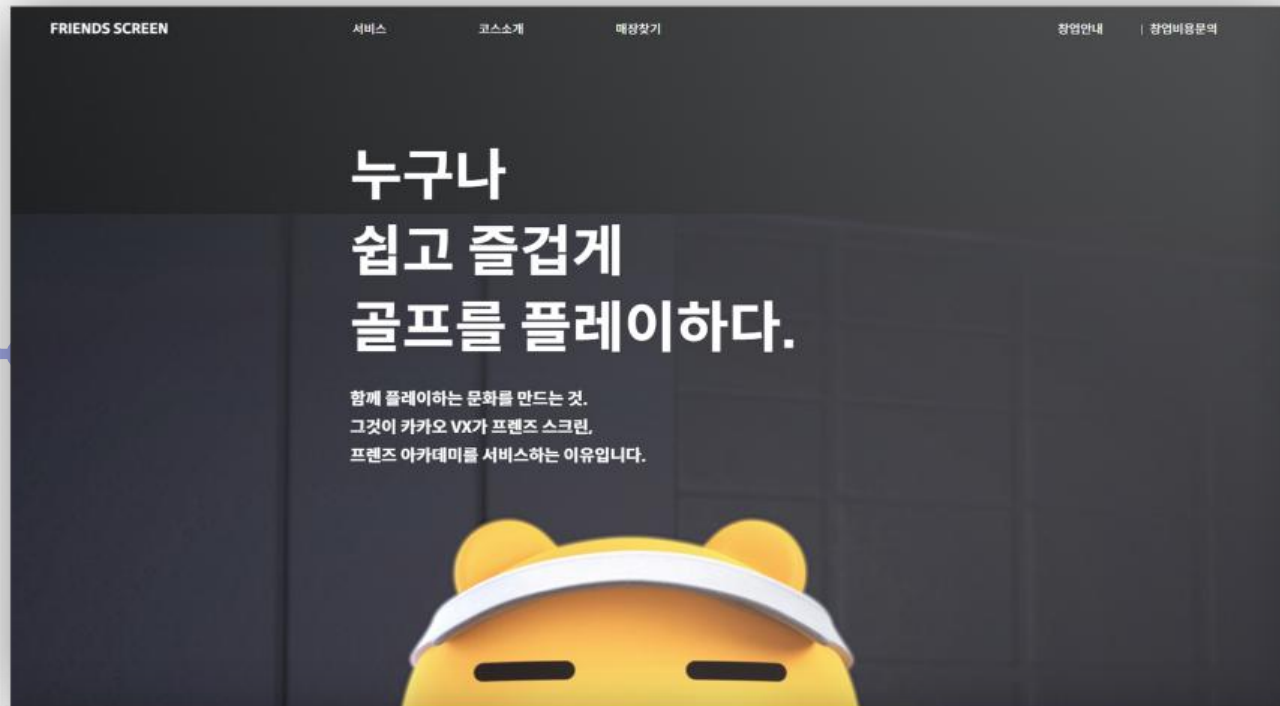 FRIENDS SCREEN 서비스 코스소개 매장찾기 창업안내 | 창업비용문의
누구나
쉽고 즐겁게
골프를 플레이하다.
함께 플레이하는 문화를 만드는 것.
그것이 카카오 VX가 프렌즈 스크린,
프렌즈 아카데미를 서비스하는 이유입니다.